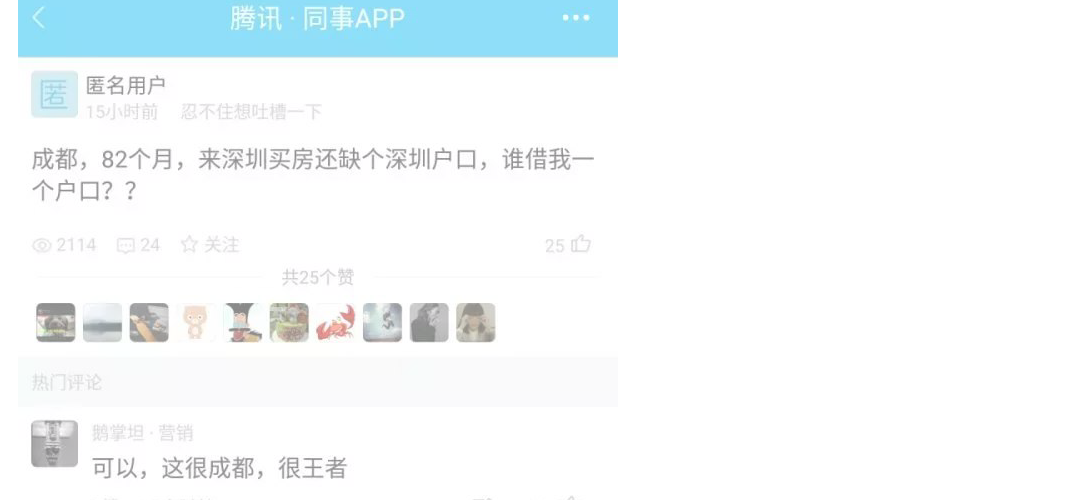 腾讯 · 同事APP
匿
匿名用户
15小时前 忍不住想吐槽一下
成都，82个月，来深圳买房还缺个深圳户口，谁借我一
个户口？？
2114 24 关注 25
共25个赞
热门评论
鹅掌坦 · 营销
可以，这很成都，很王者